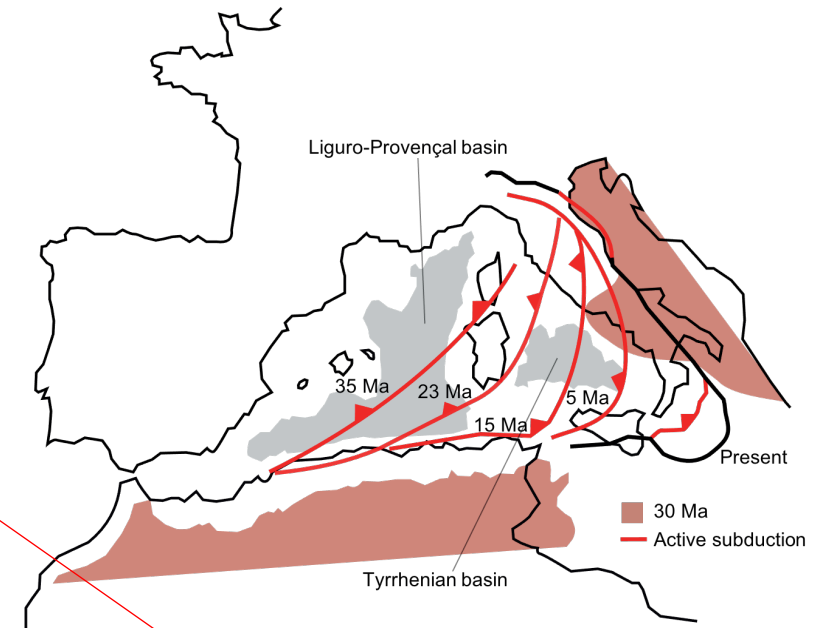 Liguro-Provençal basin
35 Ma
23 Ma
5 Ma
15 Ma
Present
30 Ma
Active subduction
Tyrrhenian basin